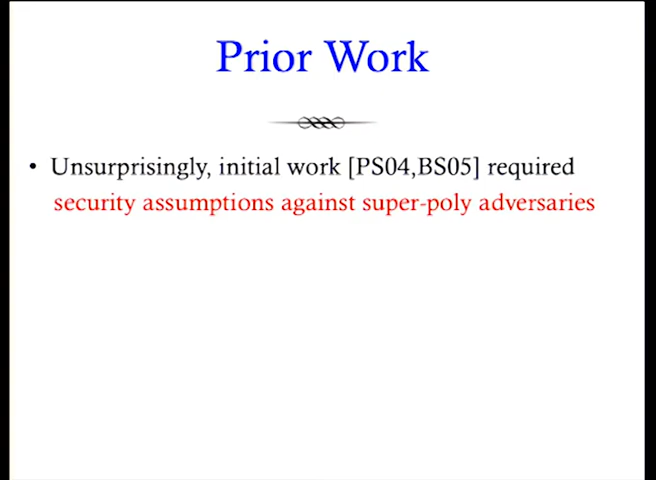 Prior Work
• Unsurprisingly, initial work [PS04,BS05] required
security assumptions against super-poly adversaries